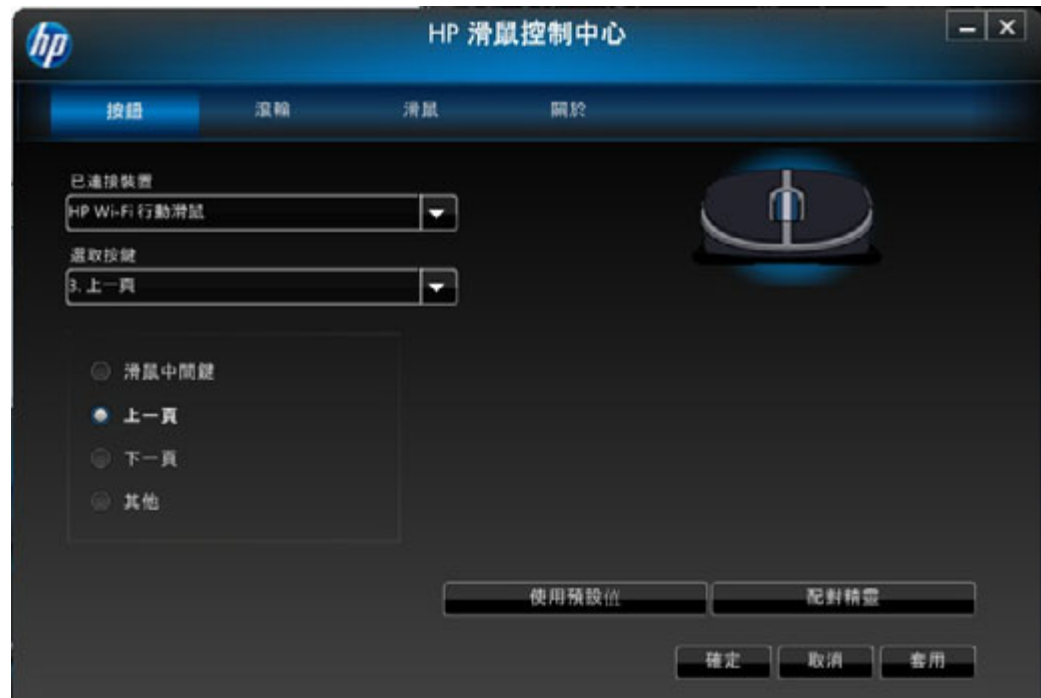 hp
HP 滑鼠控制中心
按鈕 滾輪 滑鼠 關於
已連接裝置
HP Wi-Fi 行動滑鼠
選取按鍵
3. 上一頁
滑鼠中間鍵
上一頁
下一頁
其他
使用預設值 配對精靈
確定 取消 套用